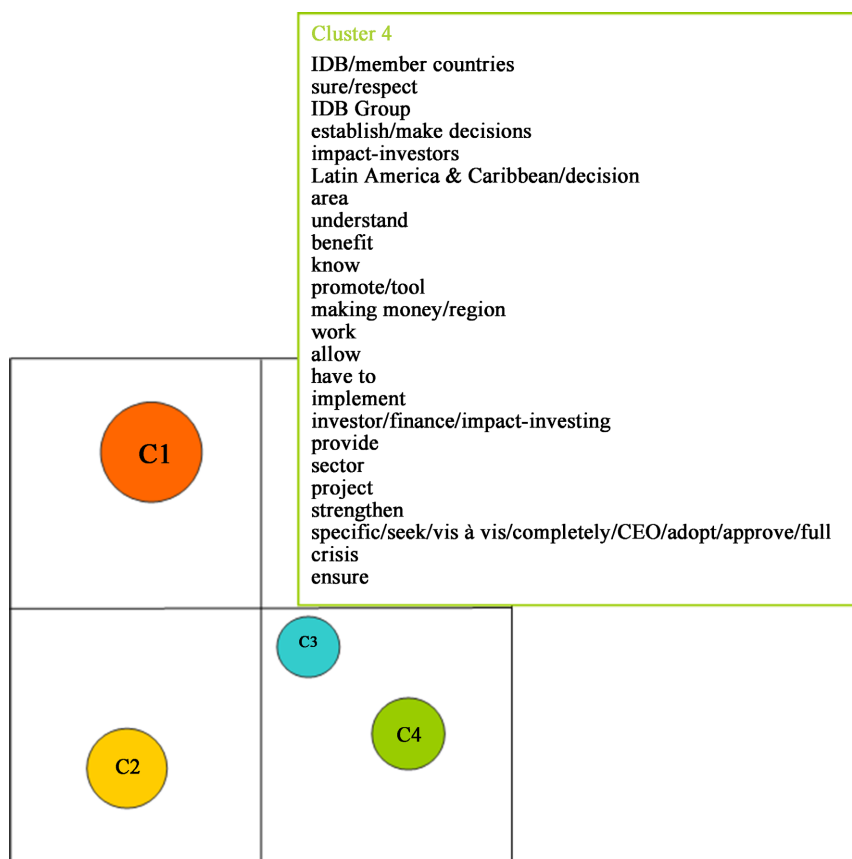 Cluster 4
IDB/member countries
sure/respect
IDB Group
establish/make decisions
impact-investors
Latin America & Caribbean/decision
area
understand
benefit
know
promote/tool
making money/region
work
allow
have to
implement
investor/finance/impact-investing
provide
sector
project
strengthen
specific/seek/vis à vis/completely/CEO/adopt/approve/full
crisis
ensure
C1
C3
C4
C2